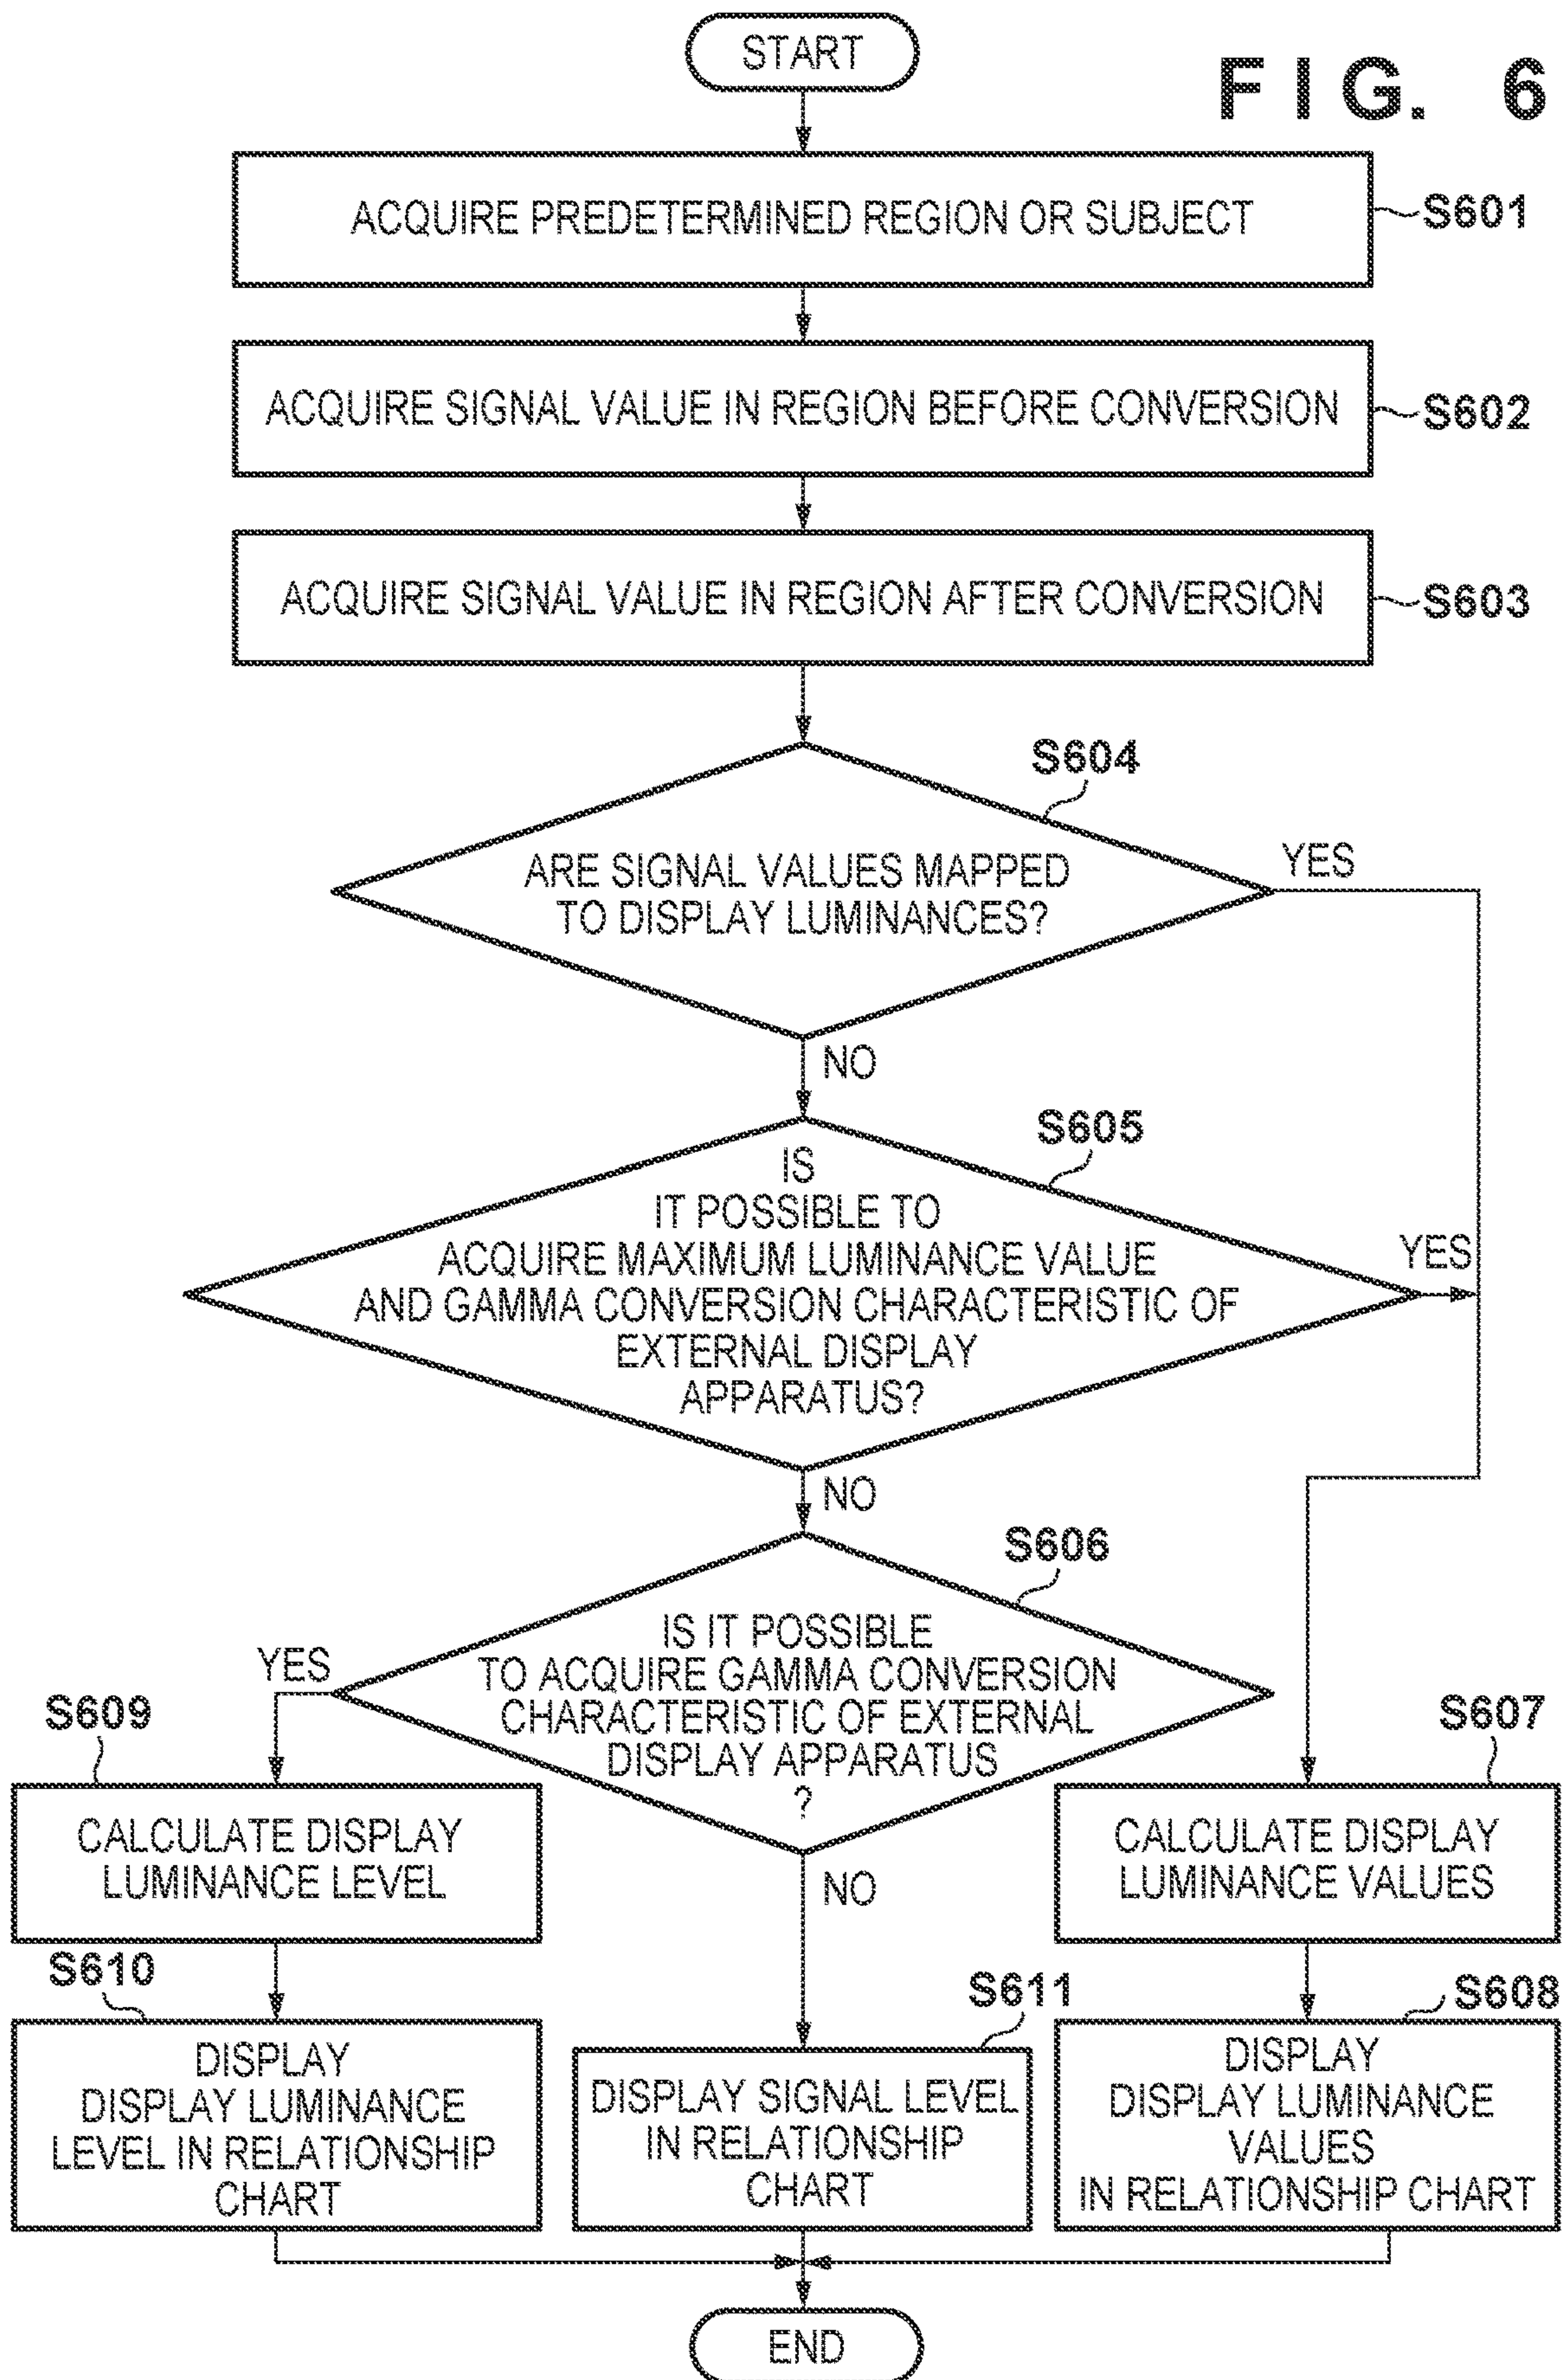 START
F I G. 6
ACQUIRE PREDETERMINED REGION OR SUBJECT
S601
ACQUIRE SIGNAL VALUE IN REGION BEFORE CONVERSION
S602
ACQUIRE SIGNAL VALUE IN REGION AFTER CONVERSION
S603
S604
ARE SIGNAL VALUES MAPPED
TO DISPLAY LUMINANCES?
YES
NO
S605
IS
IT POSSIBLE TO
ACQUIRE MAXIMUM LUMINANCE VALUE
AND GAMMA CONVERSION CHARACTERISTIC OF
EXTERNAL DISPLAY
APPARATUS?
YES
NO
S606
IS IT POSSIBLE
TO ACQUIRE GAMMA CONVERSION
CHARACTERISTIC OF EXTERNAL
DISPLAY APPARATUS
?
YES
NO
S609
CALCULATE DISPLAY
LUMINANCE LEVEL
S607
CALCULATE DISPLAY
LUMINANCE VALUES
S610
DISPLAY
DISPLAY LUMINANCE
LEVEL IN RELATIONSHIP
CHART
S611
DISPLAY SIGNAL LEVEL
IN RELATIONSHIP
CHART
S608
DISPLAY
DISPLAY LUMINANCE
VALUES
IN RELATIONSHIP CHART
END